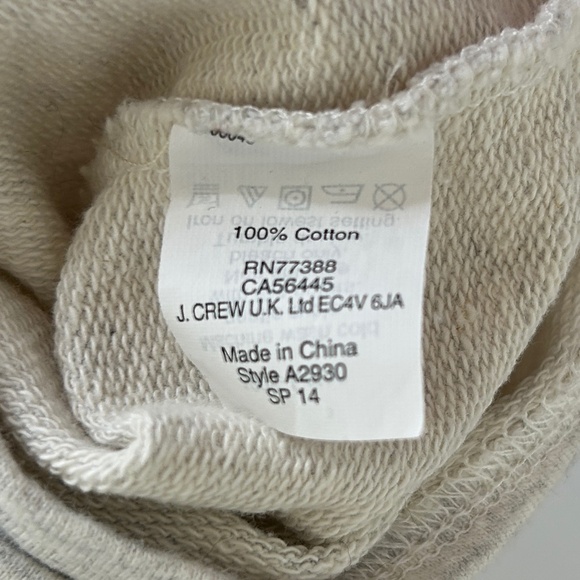 100% Cotton
RN77388
CA56445
J. CREW U.K. Ltd EC4V 6JA
Made in China
Style A2930
SP 14